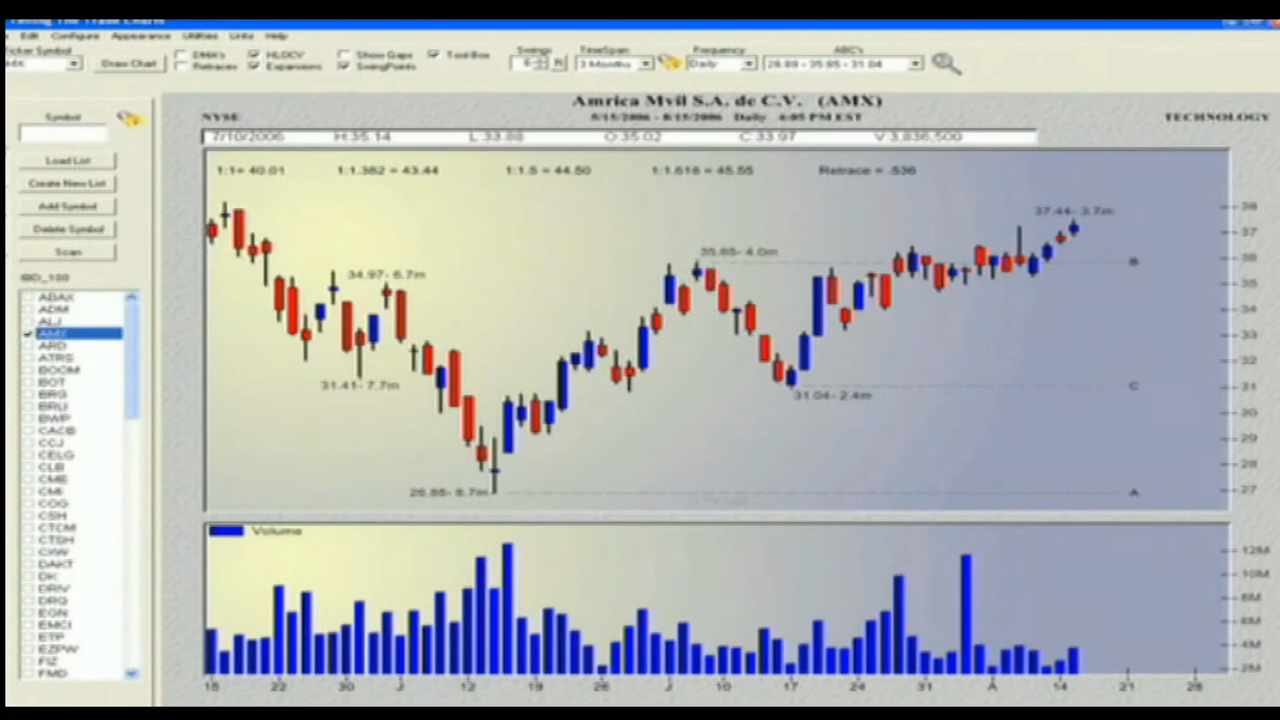 Timing The Trade Charts
Edit Configure Appearance Utilities Links Help
Ticker Symbol
AMX
Draw Chart
DMA's
Retraces
HLOCV
Expansions
Show Gaps
SwingPoints
Tool Box
Swings
TimeSpan
3 Months
Frequency
Daily
ABC's
26.88 - 35.85 - 31.04
Amrica Mvil S.A. de C.V. (AMX)
NYSE
5/15/2006 - 8/15/2006 Daily 4:05 PM EST
TECHNOLOGY
7/10/2006 H:35.14 L:33.88 O:35.02 C:33.97 V:3,836,500
1:1= 40.01 1:1.382 = 43.44 1:1.5 = 44.50 1:1.618 = 45.55 Retrace = .536
Symbol
Load List
Create New List
Add Symbol
Delete Symbol
Scan
IBD_100
ABAX
ADM
ALJ
AMX
ARD
ATRS
BOOM
BOT
BRG
BRLI
BWP
CACB
CCJ
CELG
CLB
CME
CMI
COG
CSH
CTCM
CTSH
CXW
DAKT
DK
DRIV
DRQ
EGN
EMCI
ETP
EZPW
FIZ
FMD
37.44- 3.7m
35.85- 4.0m
34.97- 6.7m
31.41- 7.7m
31.04- 2.4m
26.88- 8.7m
B
C
A
38
37
36
35
34
33
32
31
30
29
28
27
Volume
12M
10M
8M
6M
4M
2M
15 22 30 J 12 19 26 J 10 17 24 31 A 14 21 28